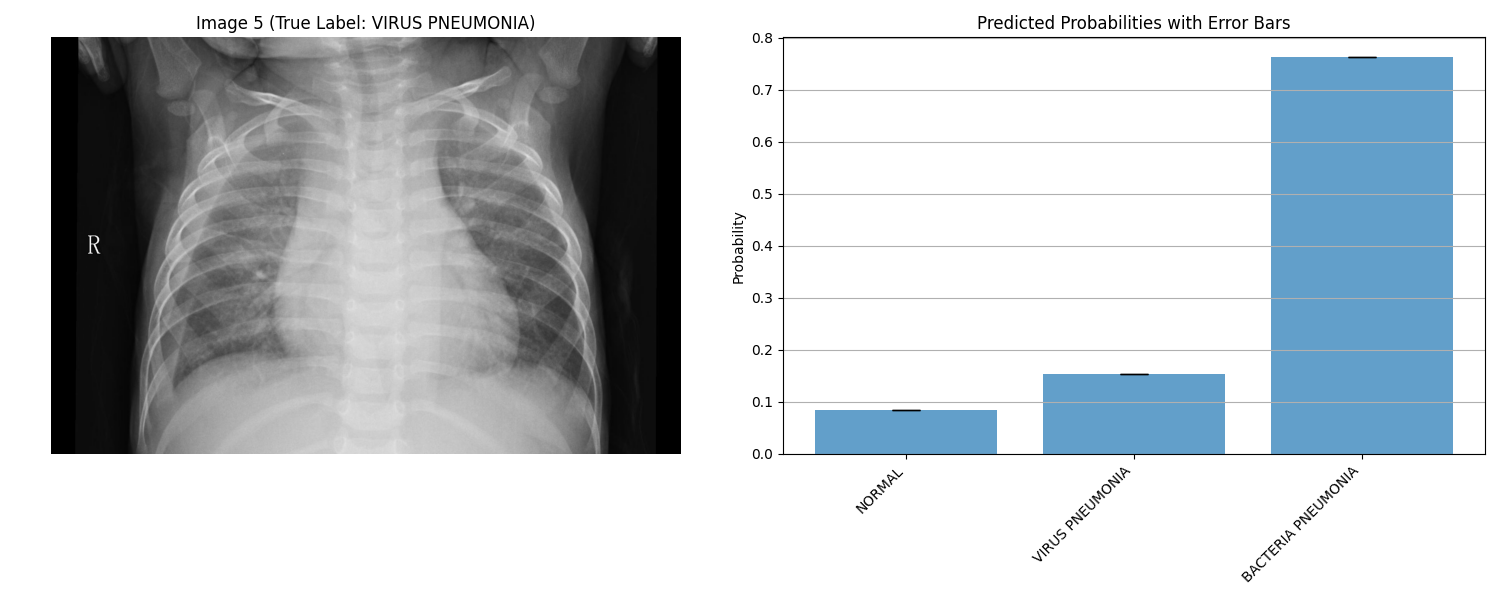 Image 5 (True Label: VIRUS PNEUMONIA)
R
Predicted Probabilities with Error Bars
Probability
0.8
0.7
0.6
0.5
0.4
0.3
0.2
0.1
0.0
NORMAL
VIRUS PNEUMONIA
BACTERIA PNEUMONIA